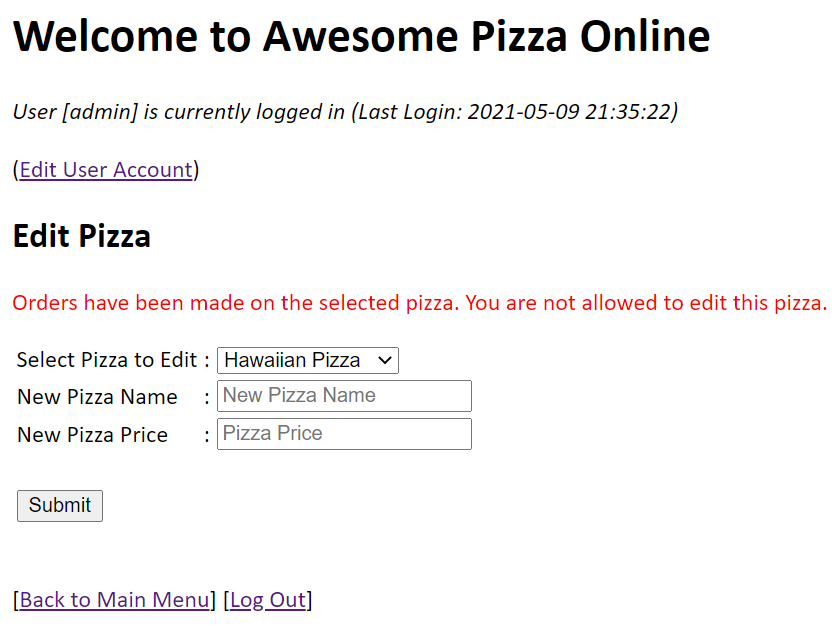 Welcome to Awesome Pizza Online
User [admin] is currently logged in (Last Login: 2021-05-09 21:35:22)
(Edit User Account)
Edit Pizza
Orders have been made on the selected pizza. You are not allowed to edit this pizza.
Select Pizza to Edit : Hawaiian Pizza
New Pizza Name : New Pizza Name
New Pizza Price : Pizza Price
Submit
[Back to Main Menu] [Log Out]